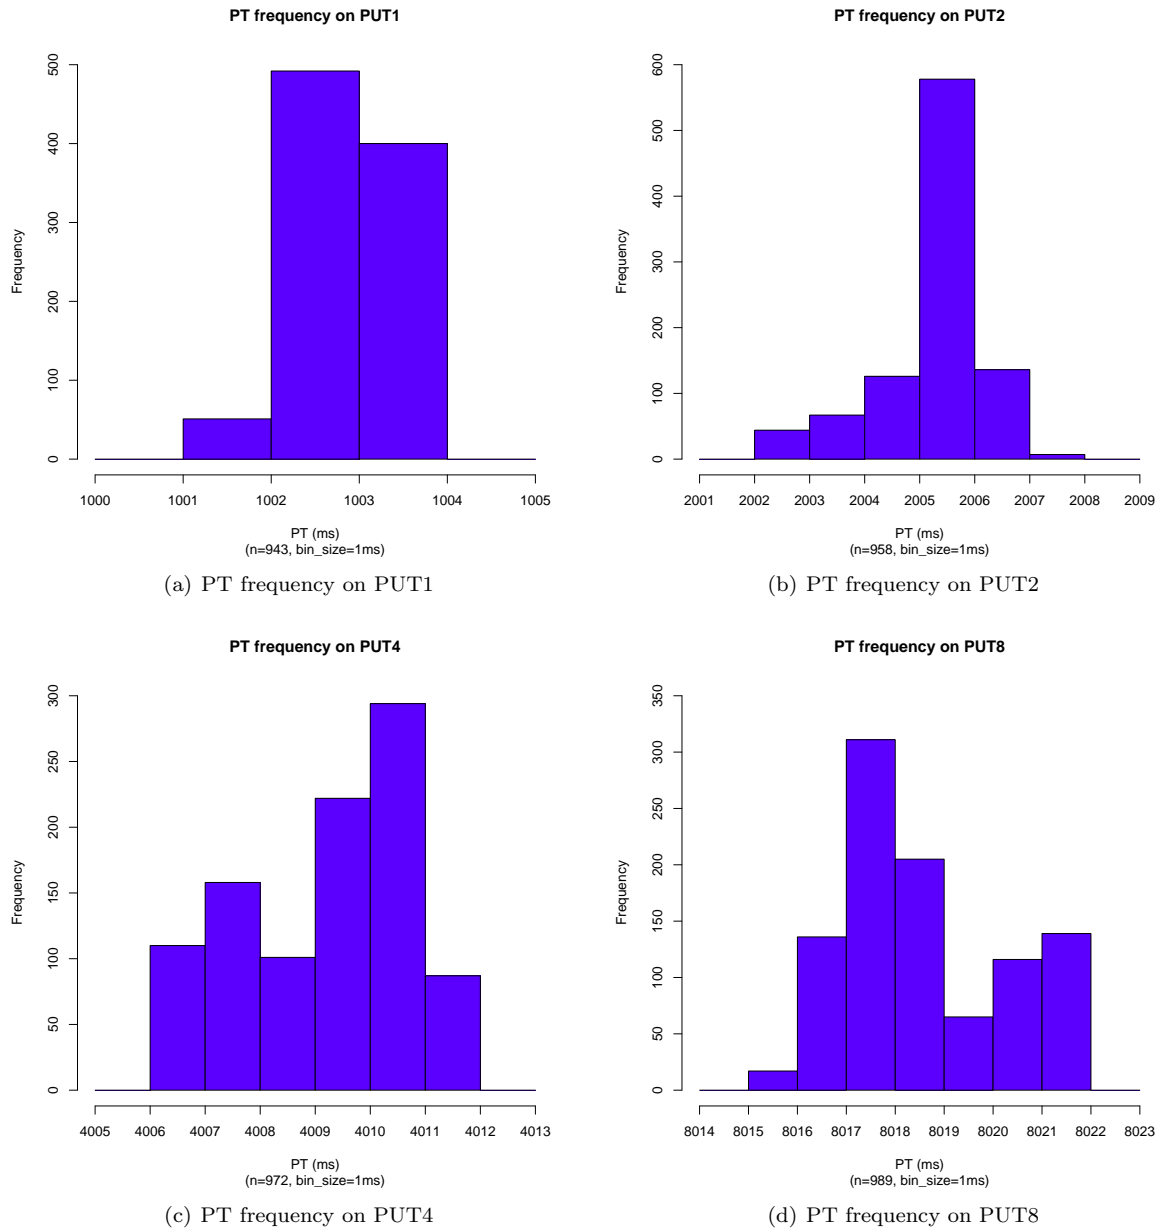 PT frequency on PUT1
500
400
300
200
100
0
Frequency
1000 1001 1002 1003 1004 1005
PT (ms)
(n=943, bin_size=1ms)
(a) PT frequency on PUT1
PT frequency on PUT2
600
500
400
300
200
100
0
Frequency
2001 2002 2003 2004 2005 2006 2007 2008 2009
PT (ms)
(n=958, bin_size=1ms)
(b) PT frequency on PUT2
PT frequency on PUT4
300
250
200
150
100
50
0
Frequency
4005 4006 4007 4008 4009 4010 4011 4012 4013
PT (ms)
(n=972, bin_size=1ms)
(c) PT frequency on PUT4
PT frequency on PUT8
350
300
250
200
150
100
50
0
Frequency
8014 8015 8016 8017 8018 8019 8020 8021 8022 8023
PT (ms)
(n=989, bin_size=1ms)
(d) PT frequency on PUT8